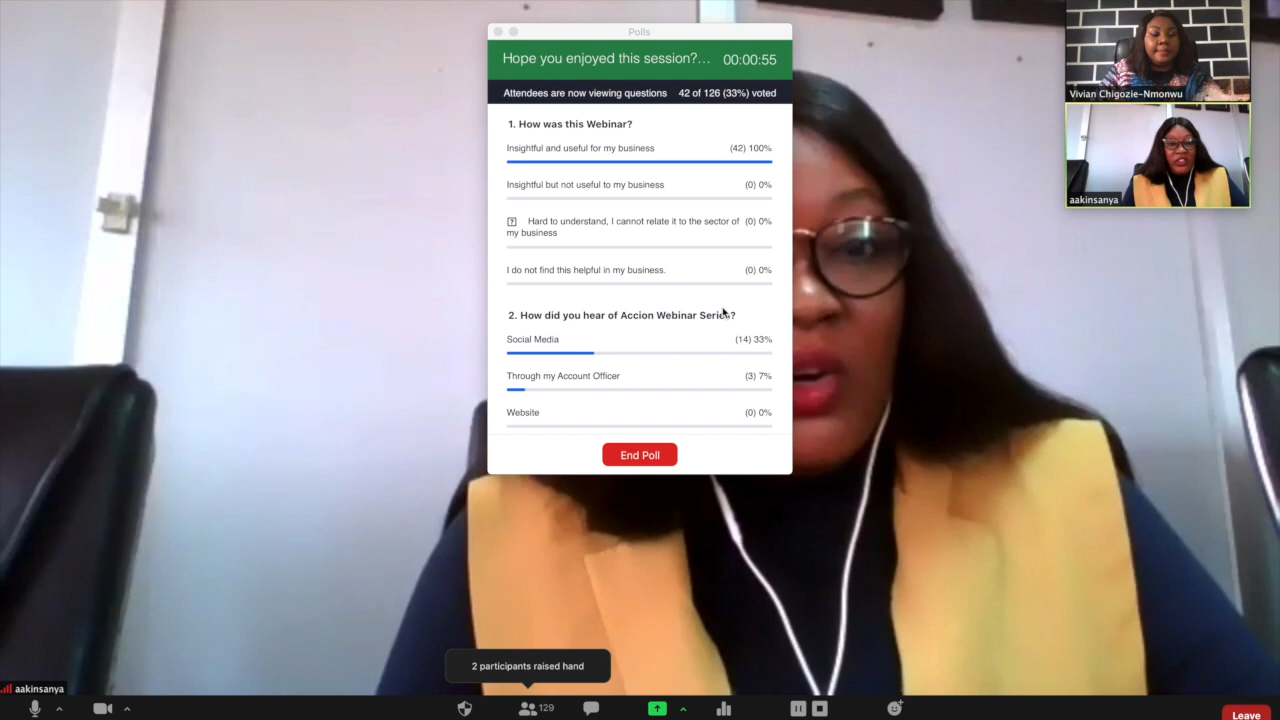 Polls
Hope you enjoyed this session?... 00:00:55
Attendees are now viewing questions 42 of 126 (33%) voted
1. How was this Webinar?
Insightful and useful for my business (42) 100%
Insightful but not useful to my business (0) 0%
Hard to understand, I cannot relate it to the sector of (0) 0%
my business
I do not find this helpful in my business. (0) 0%
2. How did you hear of Accion Webinar Series?
Social Media (14) 33%
Through my Account Officer (3) 7%
Website (0) 0%
End Poll
Vivian Chigozie-Nmonwu
aakinsanya
2 participants raised hand
aakinsanya
129
Leave